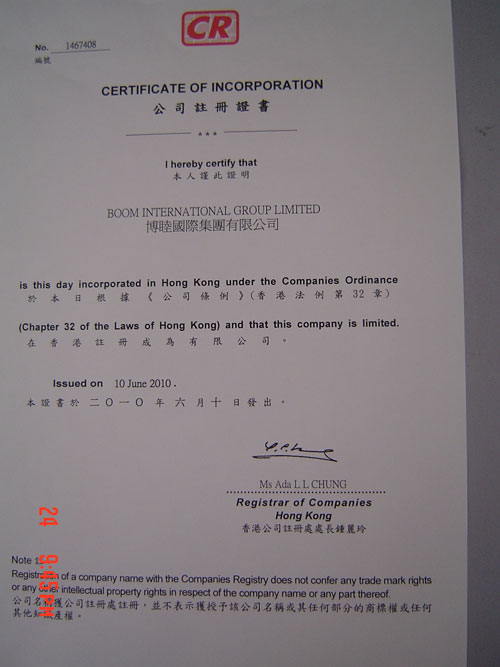 CR
No. 1467408
編號
CERTIFICATE OF INCORPORATION
公司註冊證書
***
I hereby certify that
本人謹此證明
BOOM INTERNATIONAL GROUP LIMITED
博睦國際集團有限公司
is this day incorporated in Hong Kong under the Companies Ordinance
於本日根據《公司條例》(香港法例第32章)
(Chapter 32 of the Laws of Hong Kong) and that this company is limited.
在香港註冊成為有限公司。
Issued on 10 June 2010.
本證書於二〇一〇年六月十日發出。
Ms Ada L L CHUNG
Registrar of Companies
Hong Kong
香港公司註冊處處長鍾麗玲
Note 註:
Registration of a company name with the Companies Registry does not confer any trade mark rights
or any other intellectual property rights in respect of the company name or any part thereof.
公司名稱獲公司註冊處註冊，並不表示獲授予該公司名稱或其任何部分的商標權或任何
其他知識產權。
24